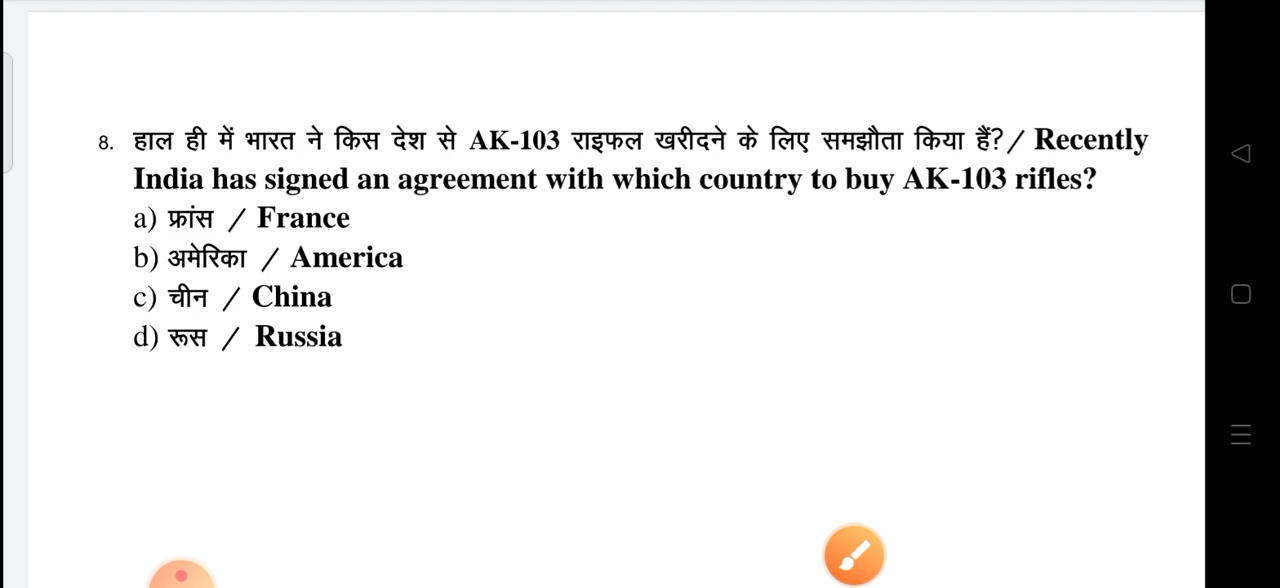 8. हाल ही में भारत ने किस देश से AK-103 राइफल खरीदने के लिए समझौता किया हैं?/ Recently
India has signed an agreement with which country to buy AK-103 rifles?
a) फ्रांस / France
b) अमेरिका / America
c) चीन / China
d) रूस / Russia